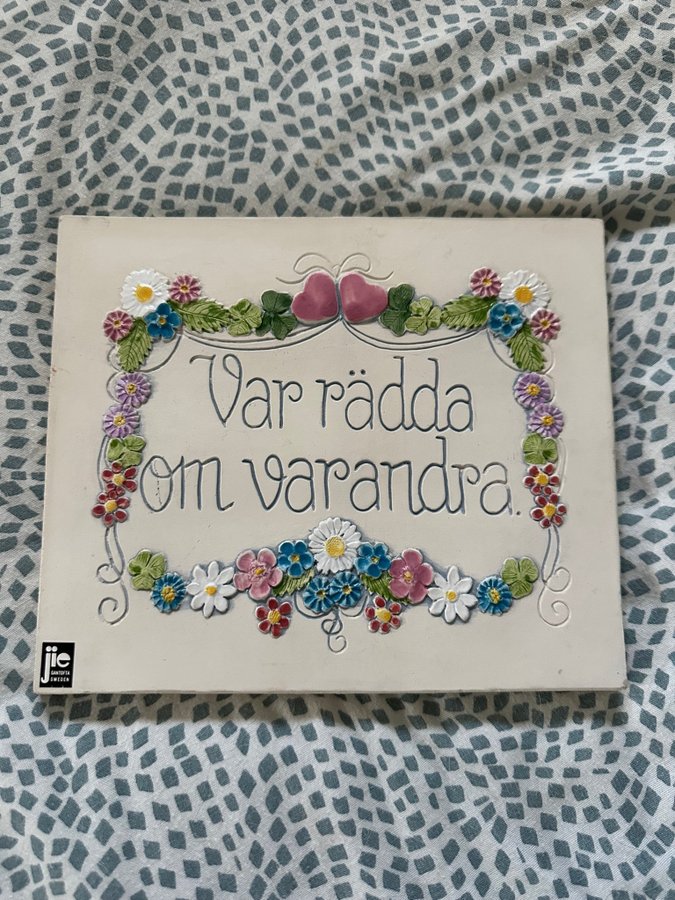 Var rädda
om varandra.
jie
GANTOFTA
SWEDEN